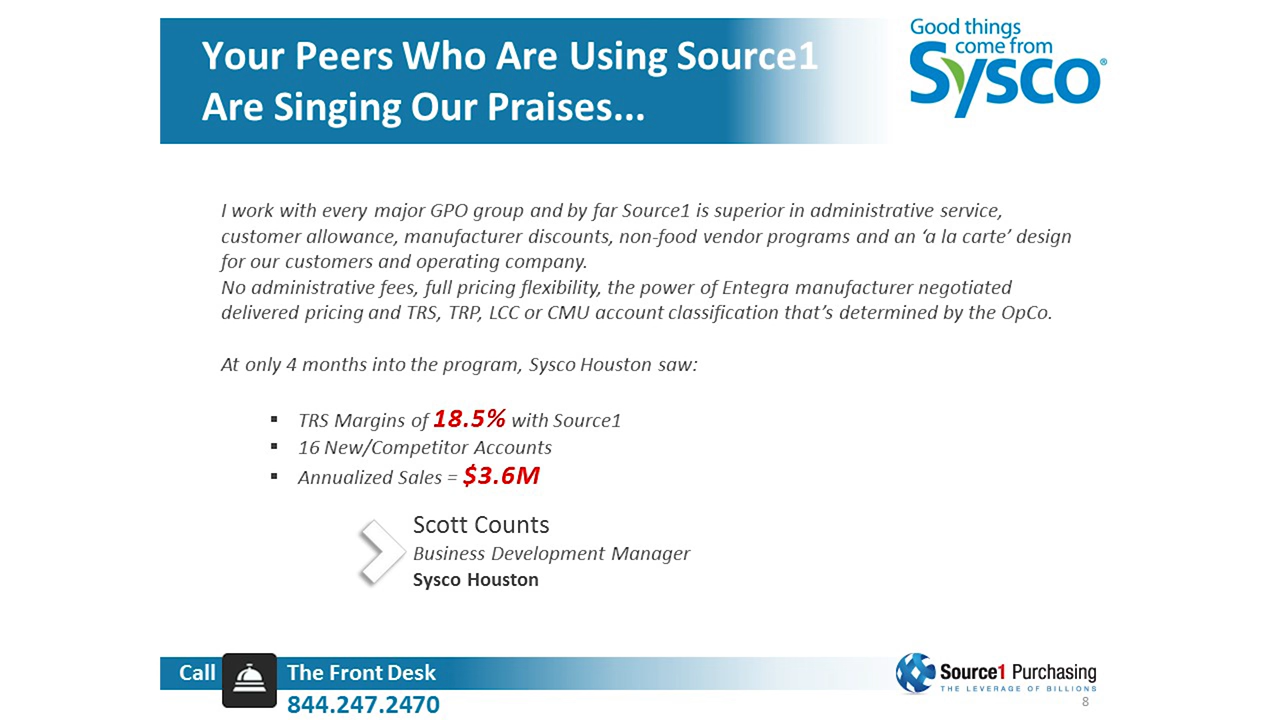 Your Peers Who Are Using Source1
Are Singing Our Praises...
Good things
come from
Sysco®
I work with every major GPO group and by far Source1 is superior in administrative service,
customer allowance, manufacturer discounts, non-food vendor programs and an ‘a la carte’ design
for our customers and operating company.
No administrative fees, full pricing flexibility, the power of Entegra manufacturer negotiated
delivered pricing and TRS, TRP, LCC or CMU account classification that’s determined by the OpCo.
At only 4 months into the program, Sysco Houston saw:
▪ TRS Margins of 18.5% with Source1
▪ 16 New/Competitor Accounts
▪ Annualized Sales = $3.6M
Scott Counts
Business Development Manager
Sysco Houston
Call The Front Desk
844.247.2470
Source1 Purchasing
THE LEVERAGE OF BILLIONS
8